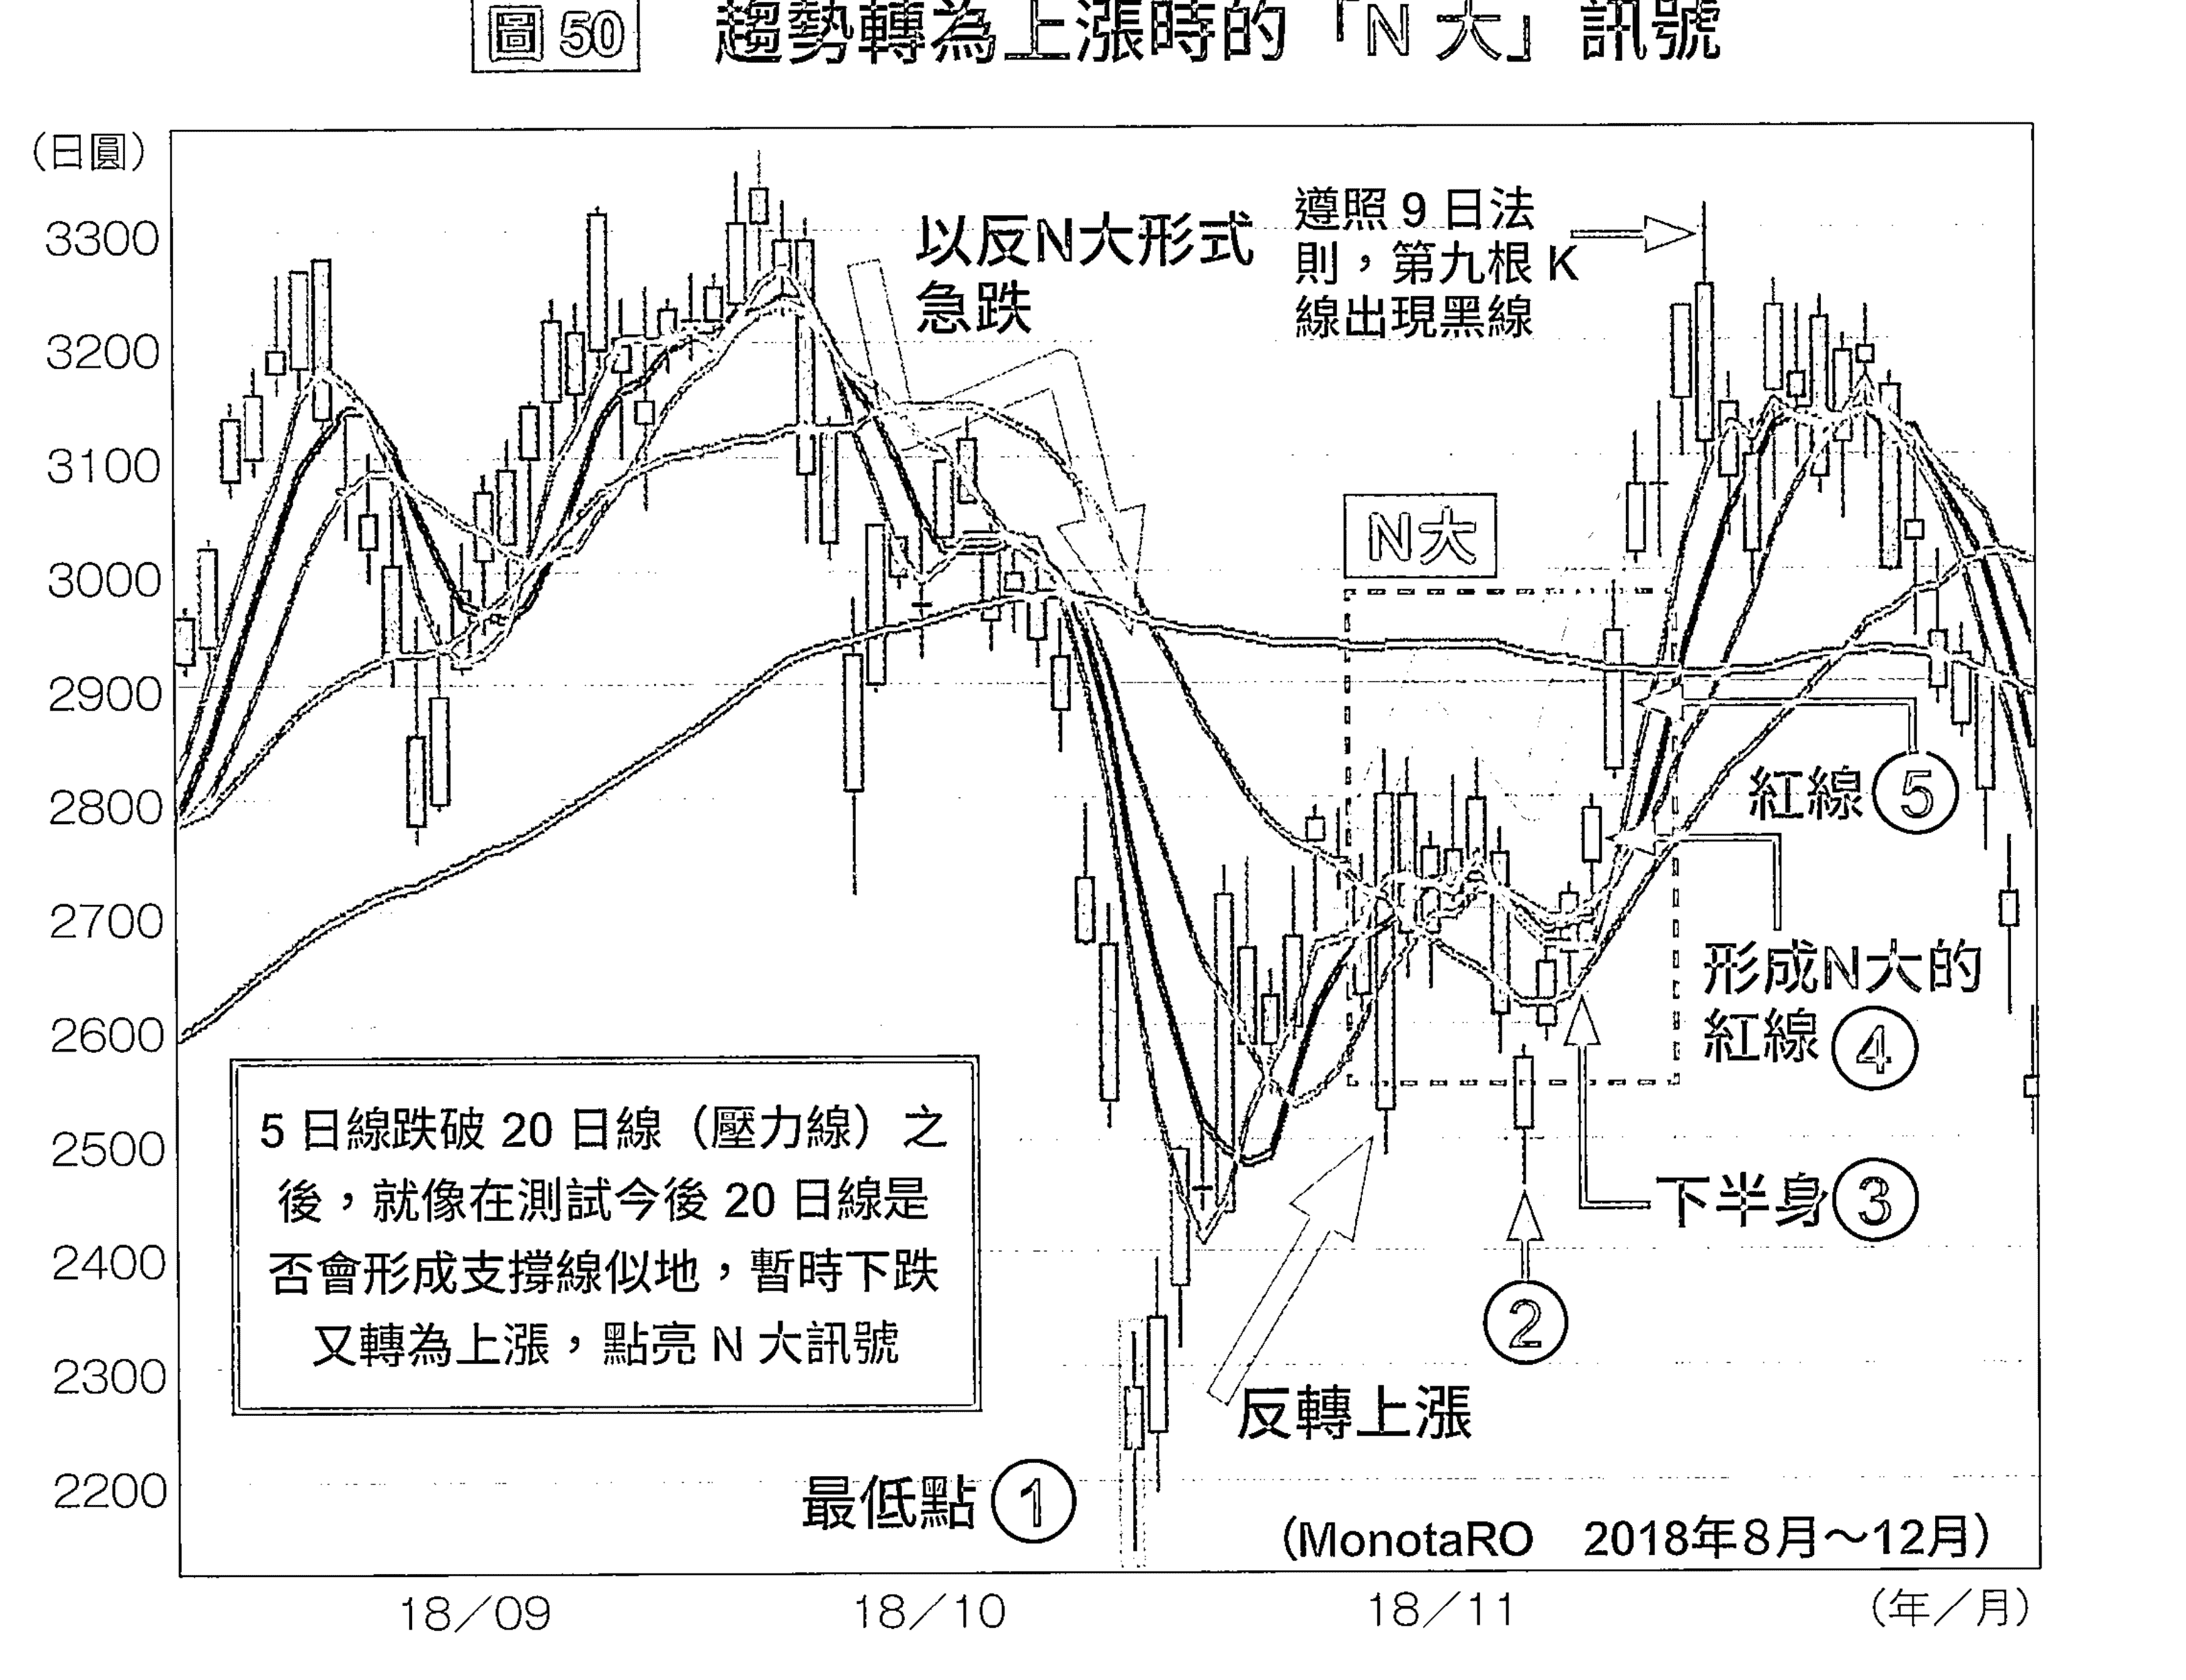 圖 50 趨勢轉為上漲時的「N 大」訊號
(日圓)
3300
3200
3100
3000
2900
2800
2700
2600
2500
2400
2300
2200
以反N大形式
急跌
遵照 9 日法
則，第九根 K
線出現黑線
N大
紅線⑤
形成N大的
紅線④
下半身③
②
反轉上漲
最低點①
5 日線跌破 20 日線（壓力線）之
後，就像在測試今後 20 日線是
否會形成支撐線似地，暫時下跌
又轉為上漲，點亮 N 大訊號
(MonotaRO 2018年8月～12月)
18/09 18/10 18/11 (年/月)